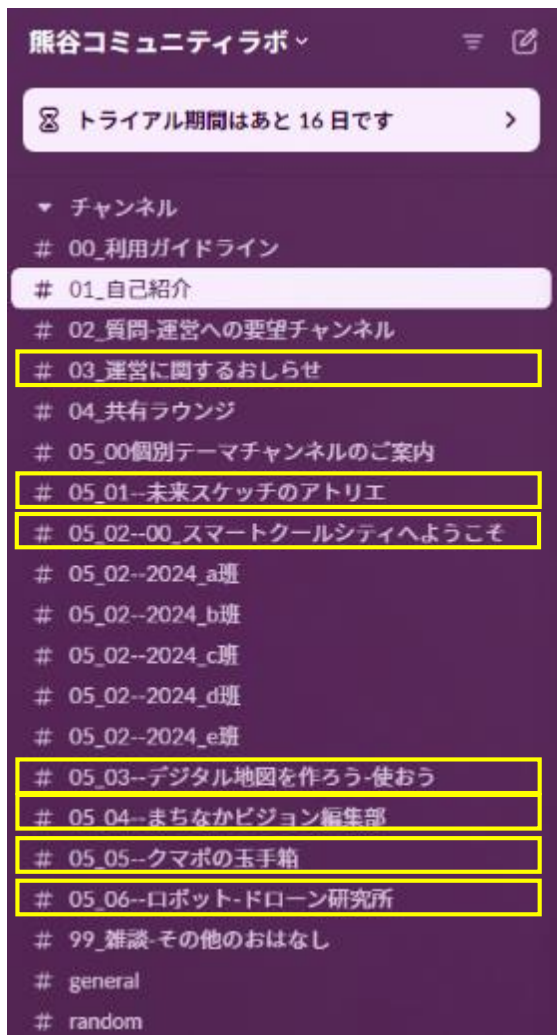 熊谷コミュニティラボ
トライアル期間はあと 16 日です
チャンネル
# 00_利用ガイドライン
# 01_自己紹介
# 02_質問-運営への要望チャンネル
# 03_運営に関するおしらせ
# 04_共有ラウンジ
# 05_00個別テーマチャンネルのご案内
# 05_01--未来スケッチのアトリエ
# 05_02--00_スマートクールシティへようこそ
# 05_02--2024_a班
# 05_02--2024_b班
# 05_02--2024_c班
# 05_02--2024_d班
# 05_02--2024_e班
# 05_03--デジタル地図を作ろう-使おう
# 05_04--まちなかビジョン編集部
# 05_05--クマポの玉手箱
# 05_06--ロボット-ドローン研究所
# 99_雑談-その他のおはなし
# general
# random